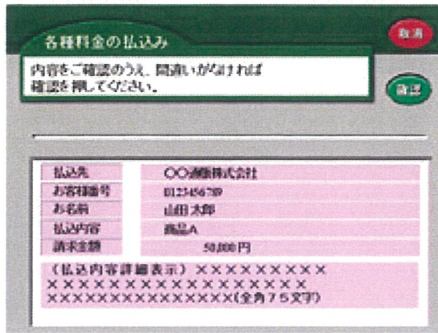 各種料金の払込み
取消
内容をご確認のうえ、間違いがなければ
確認を押してください。
確認
払込先 〇〇通販株式会社
お客様番号 0123456789
お名前 山田 太郎
払込内容 商品A
請求金額 50,000円
(払込内容詳細表示)×××××××××
××××××××××××××××××
×××××××××××××××(全角75文字)